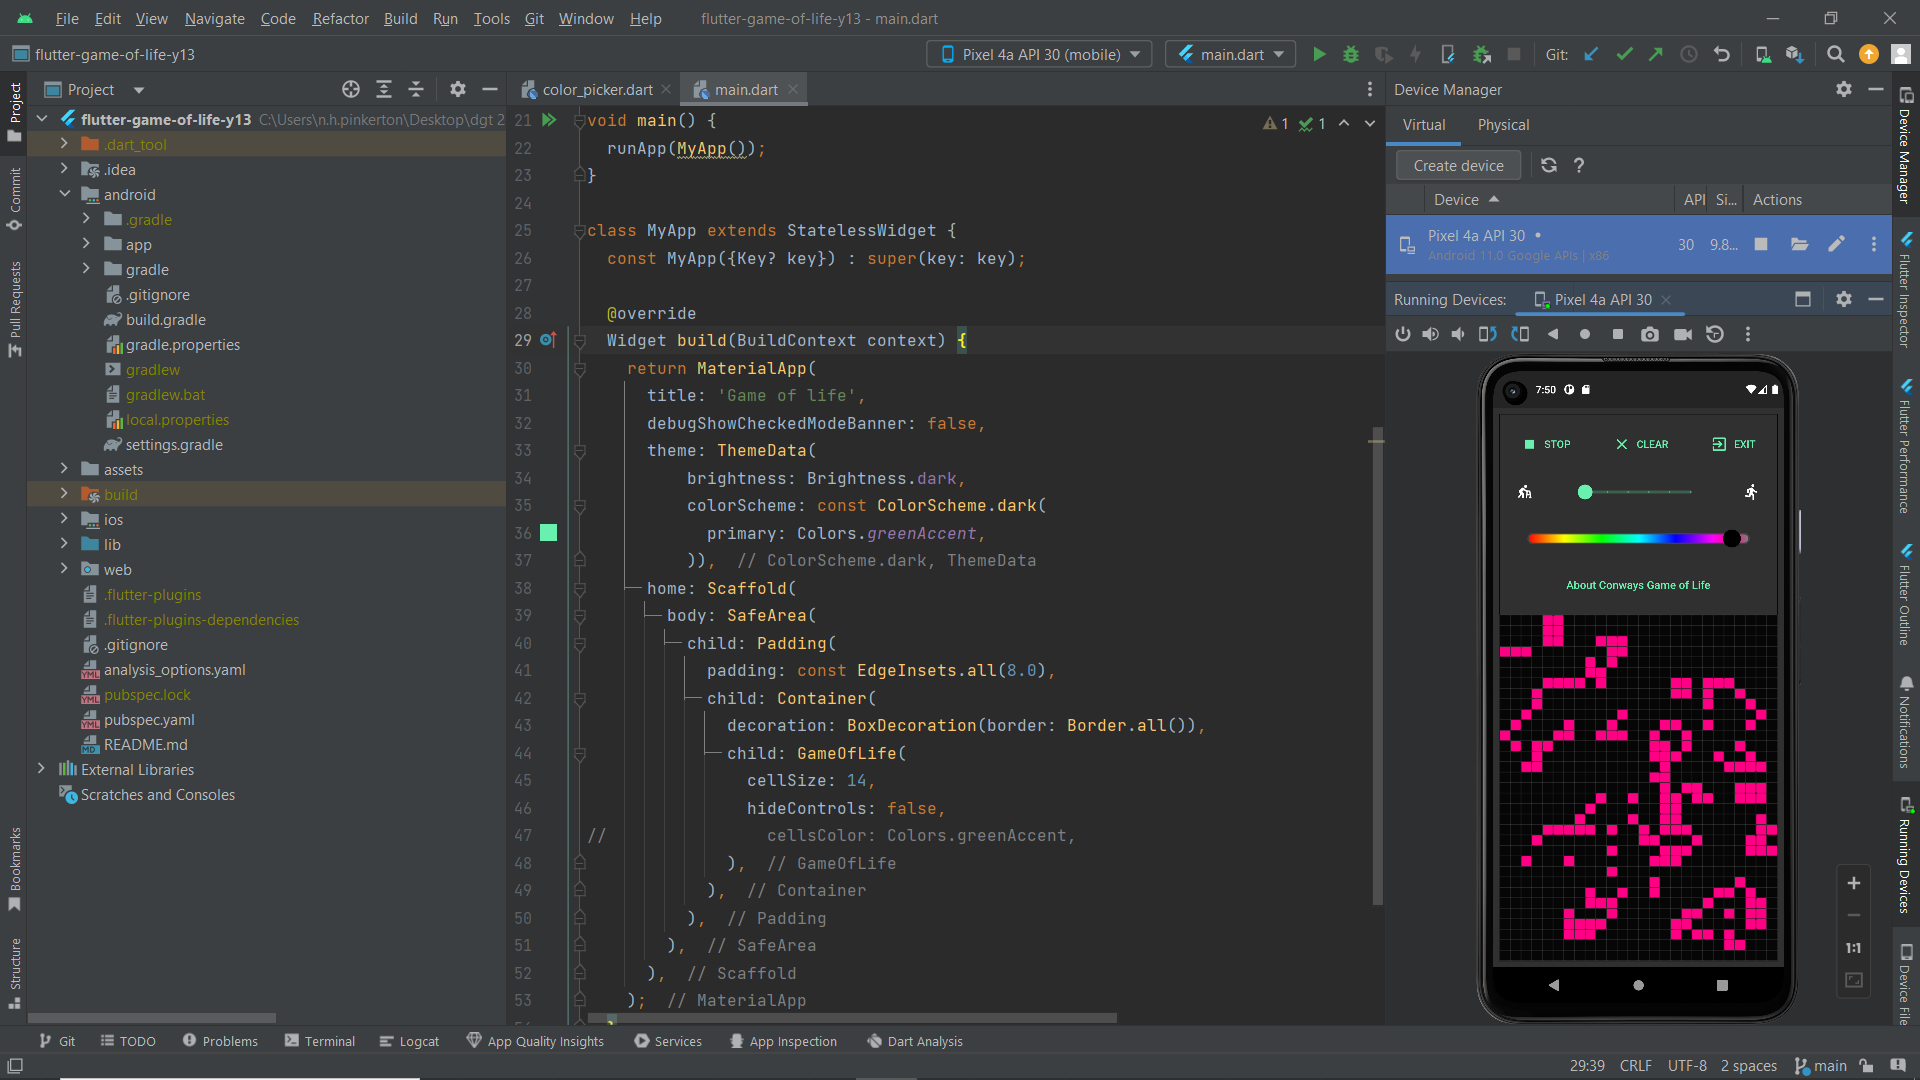 File Edit View Navigate Code Refactor Build Run Tools Git Window Help flutter-game-of-life-y13 - main.dart
flutter-game-of-life-y13
Pixel 4a API 30 (mobile) main.dart Git:
Project
color_picker.dart main.dart
Device Manager
flutter-game-of-life-y13 C:\Users\n.h.pinkerton\Desktop\dgt 2
.dart_tool
.idea
android
.gradle
app
gradle
.gitignore
build.gradle
gradle.properties
gradlew
gradlew.bat
local.properties
settings.gradle
assets
build
ios
lib
web
.flutter-plugins
.flutter-plugins-dependencies
.gitignore
analysis_options.yaml
pubspec.lock
pubspec.yaml
README.md
External Libraries
Scratches and Consoles
Project
Commit
Pull Requests
Bookmarks
Structure
1 1
21 void main() {
22 runApp(MyApp());
23 }
24
25 class MyApp extends StatelessWidget {
26 const MyApp({Key? key}) : super(key: key);
27
28 @override
29 Widget build(BuildContext context) {
30 return MaterialApp(
31 title: 'Game of life',
32 debugShowCheckedModeBanner: false,
33 theme: ThemeData(
34 brightness: Brightness.dark,
35 colorScheme: const ColorScheme.dark(
36 primary: Colors.greenAccent,
37 )), // ColorScheme.dark, ThemeData
38 home: Scaffold(
39 body: SafeArea(
40 child: Padding(
41 padding: const EdgeInsets.all(8.0),
42 child: Container(
43 decoration: BoxDecoration(border: Border.all()),
44 child: GameOfLife(
45 cellSize: 14,
46 hideControls: false,
47 // cellsColor: Colors.greenAccent,
48 ), // GameOfLife
49 ), // Container
50 ), // Padding
51 ), // SafeArea
52 ), // Scaffold
53 ); // MaterialApp
Virtual Physical
Create device ?
Device API Si... Actions
Pixel 4a API 30 • 30 9.8...
Android 11.0 Google APIs | x86
Running Devices: Pixel 4a API 30
7:50
STOP CLEAR EXIT
About Conways Game of Life
1:1
Device Manager
Flutter Inspector
Flutter Performance
Flutter Outline
Notifications
Running Devices
Device File
Git TODO Problems Terminal Logcat App Quality Insights Services App Inspection Dart Analysis
29:39 CRLF UTF-8 2 spaces main